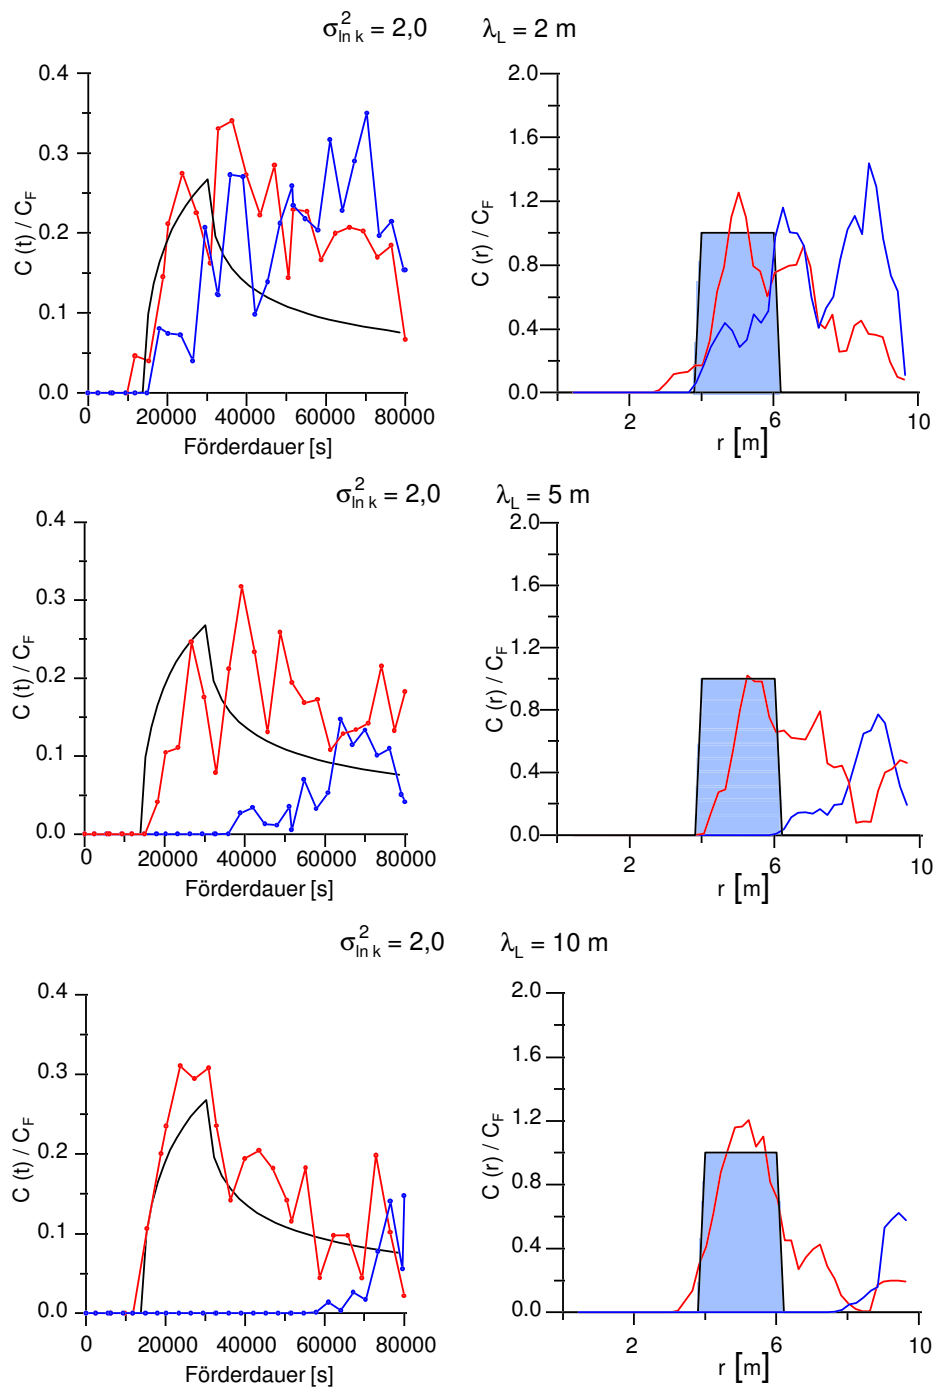 σ²ln k = 2,0 λL = 2 m
0.4
0.3
0.2
0.1
0.0
C (t) / CF
0 20000 40000 60000 80000
Förderdauer [s]
2.0
1.6
1.2
0.8
0.4
0.0
C (r) / CF
2 6 10
r [m]
σ²ln k = 2,0 λL = 5 m
0.4
0.3
0.2
0.1
0.0
C (t) / CF
0 20000 40000 60000 80000
Förderdauer [s]
2.0
1.6
1.2
0.8
0.4
0.0
C (r) / CF
2 6 10
r [m]
σ²ln k = 2,0 λL = 10 m
0.4
0.3
0.2
0.1
0.0
C (t) / CF
0 20000 40000 60000 80000
Förderdauer [s]
2.0
1.6
1.2
0.8
0.4
0.0
C (r) / CF
2 6 10
r [m]